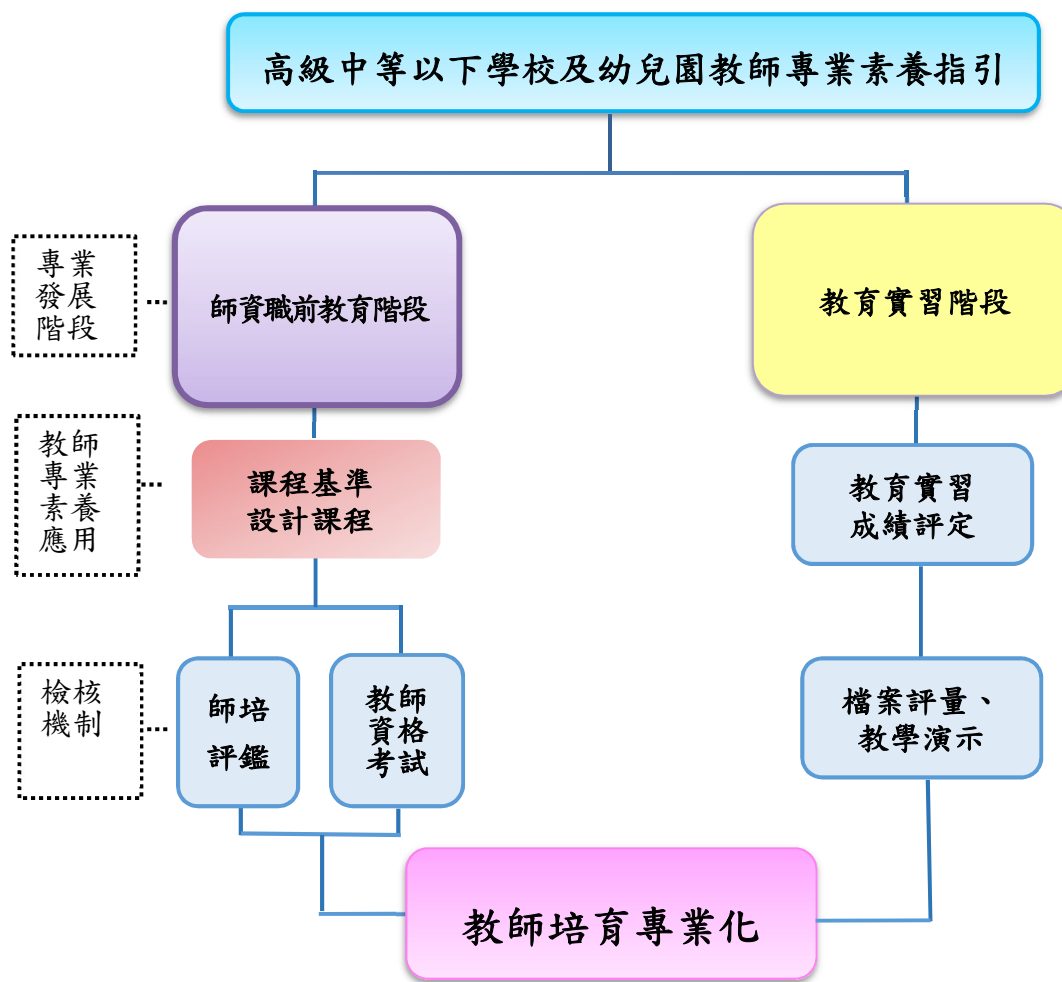 高級中等以下學校及幼兒園教師專業素養指引
專業
發展
階段
師資職前教育階段
教育實習階段
教師
專業
素養
應用
課程基準
設計課程
教育實習
成績評定
檢核
機制
師培
評鑑
教師
資格
考試
檔案評量、
教學演示
教師培育專業化